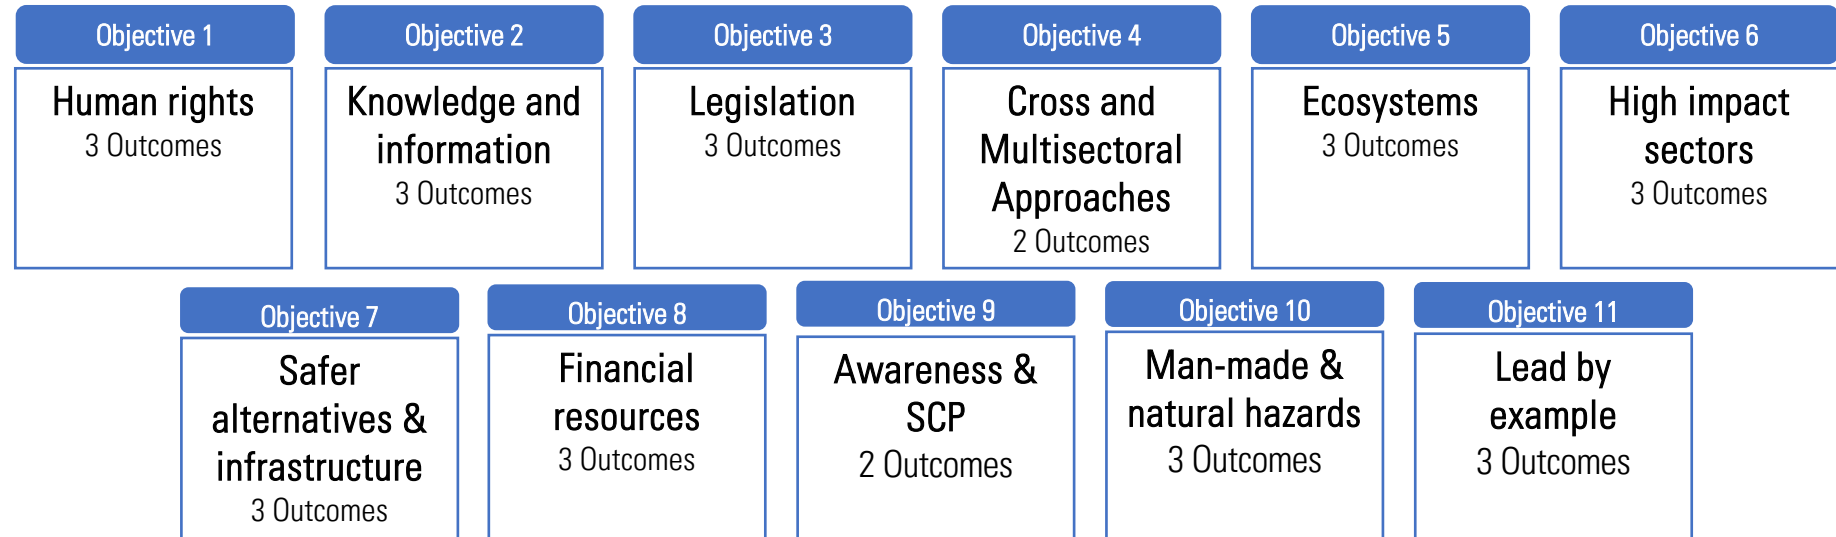 Objective 1
Human rights
3 Outcomes
Objective 2
Knowledge and
information
3 Outcomes
Objective 3
Legislation
3 Outcomes
Objective 4
Cross and
Multisectoral
Approaches
2 Outcomes
Objective 5
Ecosystems
3 Outcomes
Objective 6
High impact
sectors
3 Outcomes
Objective 7
Safer
alternatives &
infrastructure
3 Outcomes
Objective 8
Financial
resources
3 Outcomes
Objective 9
Awareness &
SCP
2 Outcomes
Objective 10
Man-made &
natural hazards
3 Outcomes
Objective 11
Lead by
example
3 Outcomes